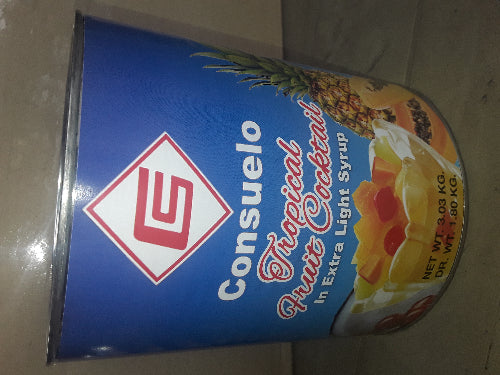 Consuelo
Tropical
Fruit Cocktail
In Extra Light Syrup
NET WT. 3.03 KG.
DR. WT. 1.80 KG.